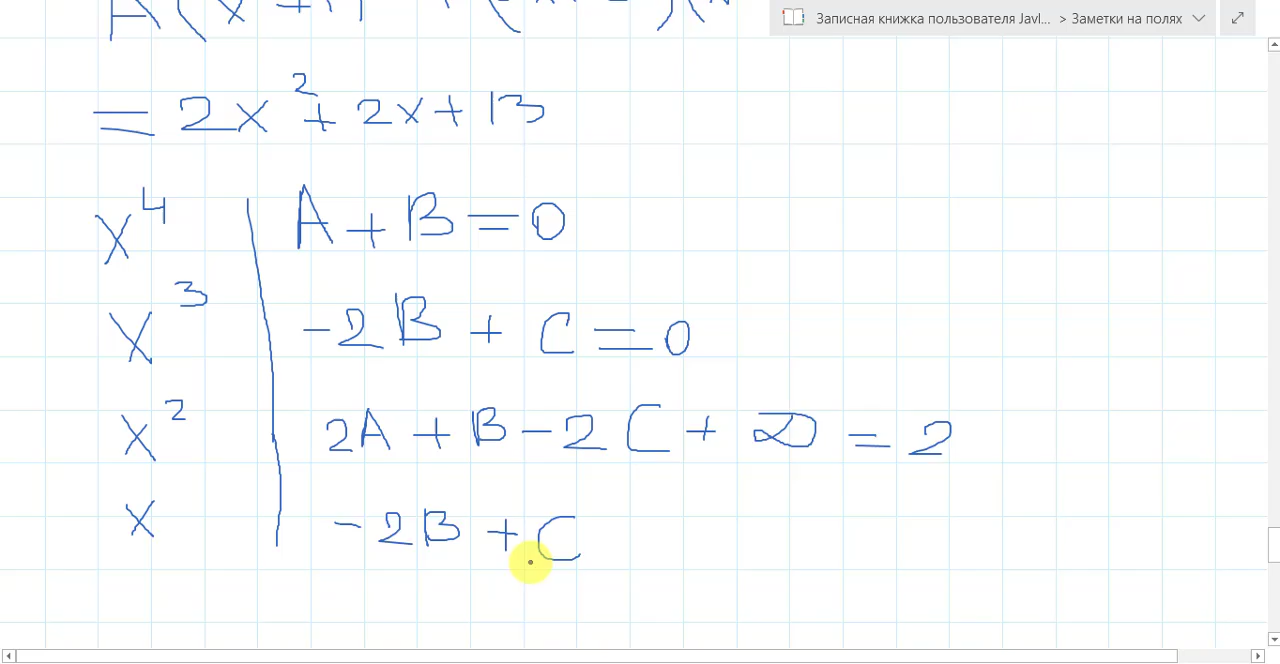 Записная книжка пользователя Javl... > Заметки на полях
= 2x² + 2x + 13
x⁴ | A + B = 0
x³ | -2B + C = 0
x² | 2A + B - 2C + D = 2
x | -2B + C